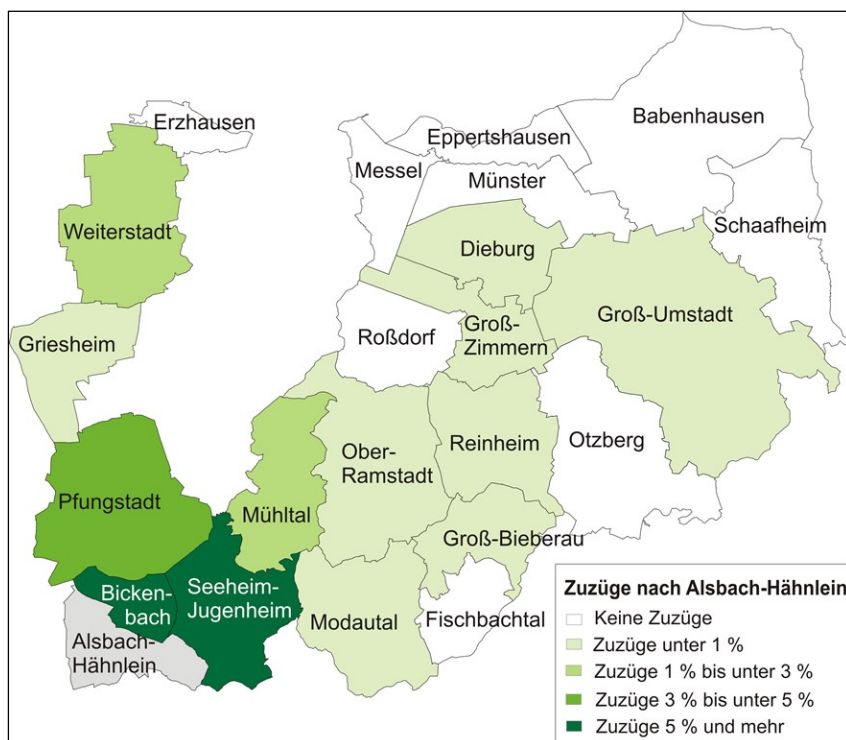 Erzhausen
Babenhausen
Eppertshausen
Messel
Münster
Schaafheim
Weiterstadt
Dieburg
Groß-Umstadt
Griesheim
Roßdorf
Groß-
Zimmern
Ober-
Ramstadt
Reinheim
Otzberg
Pfungstadt
Mühltal
Groß-Bieberau
Bicken-
bach
Seeheim-
Jugenheim
Modautal
Fischbachtal
Alsbach-
Hähnlein
Zuzüge nach Alsbach-Hähnlein
Keine Zuzüge
Zuzüge unter 1 %
Zuzüge 1 % bis unter 3 %
Zuzüge 3 % bis unter 5 %
Zuzüge 5 % und mehr